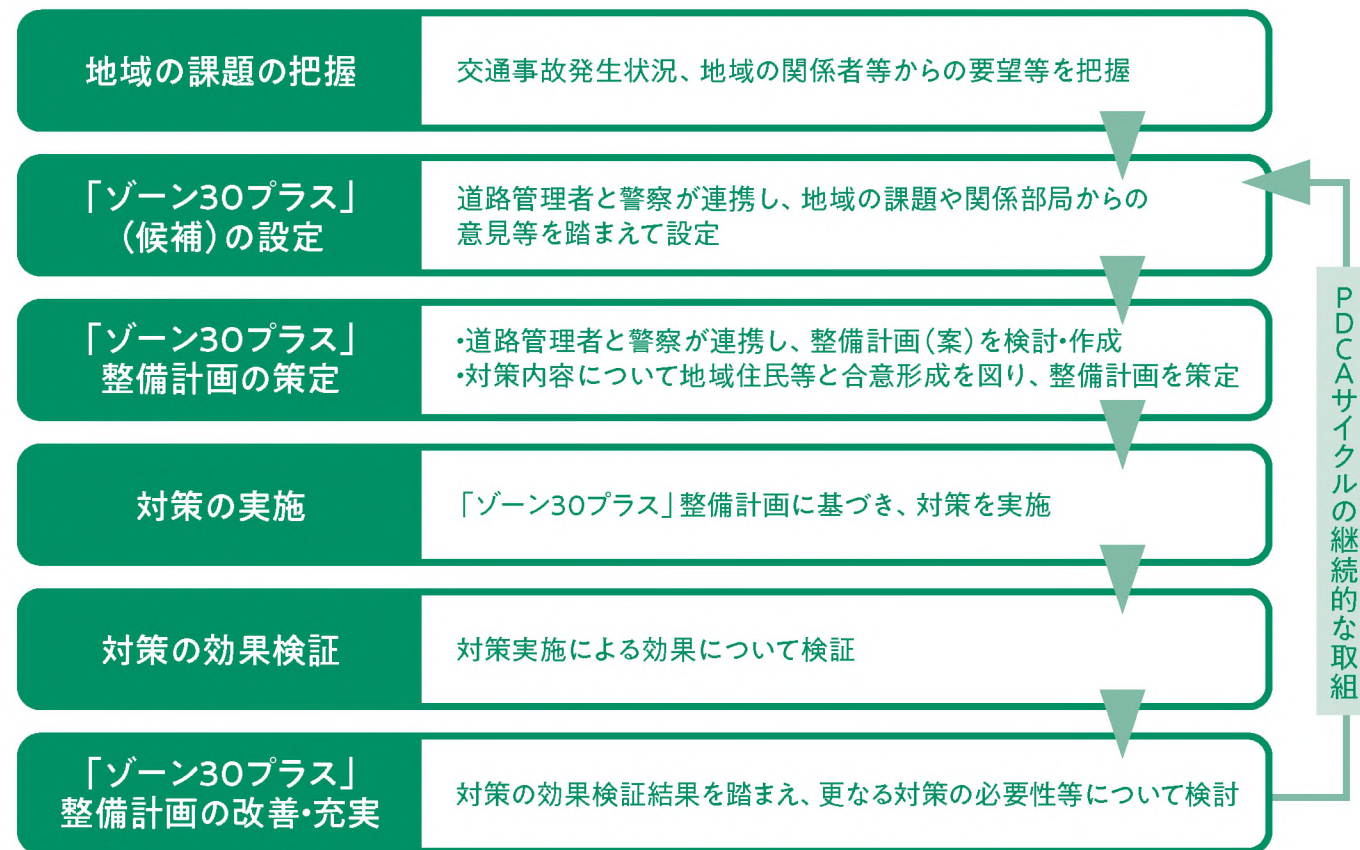 地域の課題の把握
交通事故発生状況、地域の関係者等からの要望等を把握
「ゾーン30プラス」
(候補)の設定
道路管理者と警察が連携し、地域の課題や関係部局からの
意見等を踏まえて設定
「ゾーン30プラス」
整備計画の策定
・道路管理者と警察が連携し、整備計画(案)を検討・作成
・対策内容について地域住民等と合意形成を図り、整備計画を策定
対策の実施
「ゾーン30プラス」整備計画に基づき、対策を実施
対策の効果検証
対策実施による効果について検証
「ゾーン30プラス」
整備計画の改善・充実
対策の効果検証結果を踏まえ、更なる対策の必要性等について検討
PDCAサイクルの継続的な取組